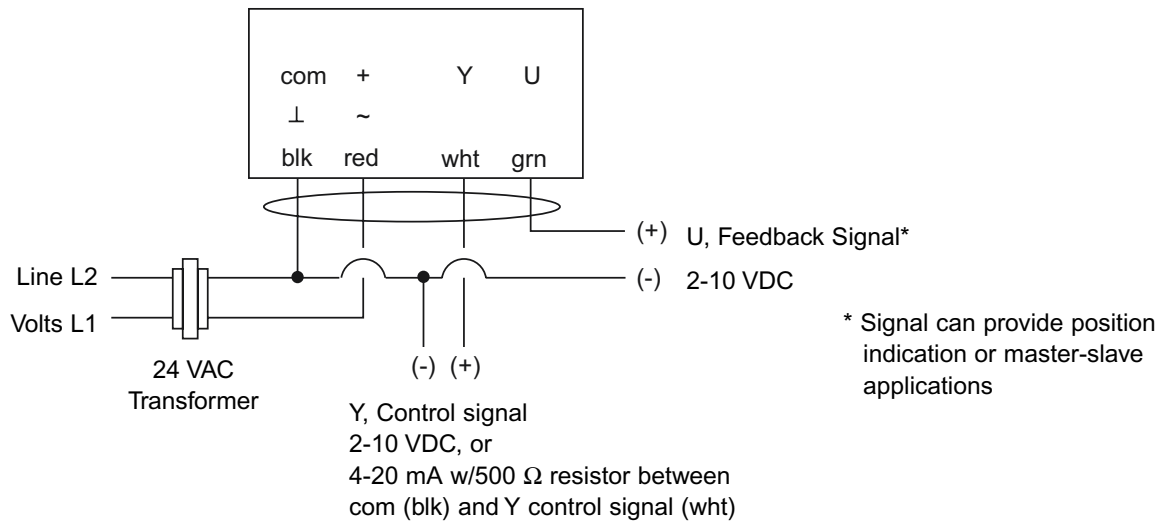 com + Y U
⊥ ~
blk red wht grn
(+) U, Feedback Signal*
Line L2
(-) 2-10 VDC
Volts L1
* Signal can provide position
indication or master-slave
applications
24 VAC
Transformer
(-) (+)
Y, Control signal
2-10 VDC, or
4-20 mA w/500 Ω resistor between
com (blk) and Y control signal (wht)